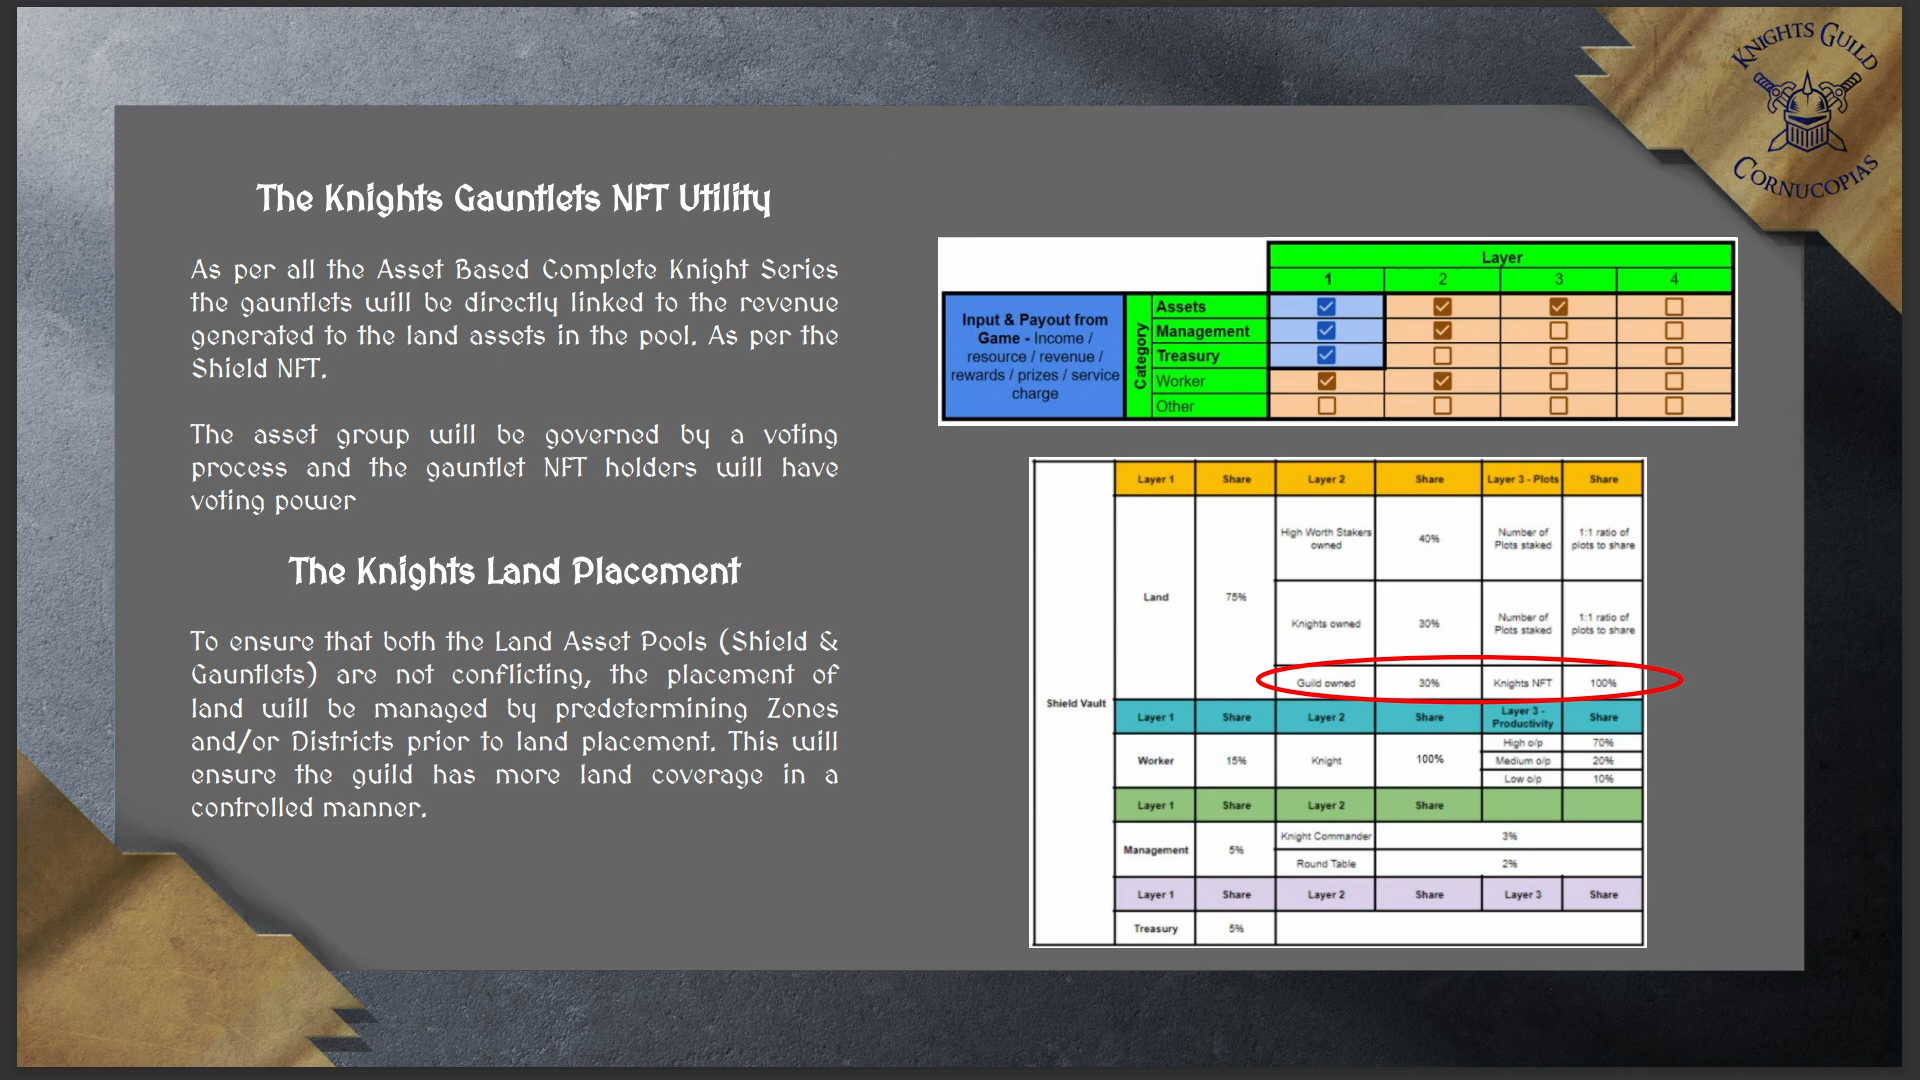 KNIGHTS GUILD
CORNUCOPIAS
The Knights Gauntlets NFT Utility
As per all the Asset Based Complete Knight Series
the gauntlets will be directly linked to the revenue
generated to the land assets in the pool. As per the
Shield NFT.
The asset group will be governed by a voting
process and the gauntlet NFT holders will have
voting power
The Knights Land Placement
To ensure that both the Land Asset Pools (Shield &
Gauntlets) are not conflicting, the placement of
land will be managed by predetermining Zones
and/or Districts prior to land placement. This will
ensure the guild has more land coverage in a
controlled manner.
Layer
1 2 3 4
Input & Payout from
Game - Income /
resource / revenue /
rewards / prizes / service
charge
Category
Assets
Management
Treasury
Worker
Other
Layer 1 Share Layer 2 Share Layer 3 - Plots Share
High Worth Stakers
owned
40%
Number of
Plots staked
1:1 ratio of
plots to share
Land 75%
Knights owned 30%
Number of
Plots staked
1:1 ratio of
plots to share
Guild owned 30% Knights NFT 100%
Shield Vault
Layer 1 Share Layer 2 Share
Layer 3 -
Productivity
Share
Worker 15% Knight 100%
High o/p 70%
Medium o/p 20%
Low o/p 10%
Layer 1 Share Layer 2 Share
Management 5%
Knight Commander 3%
Round Table 2%
Layer 1 Share Layer 2 Share Layer 3 Share
Treasury 5%